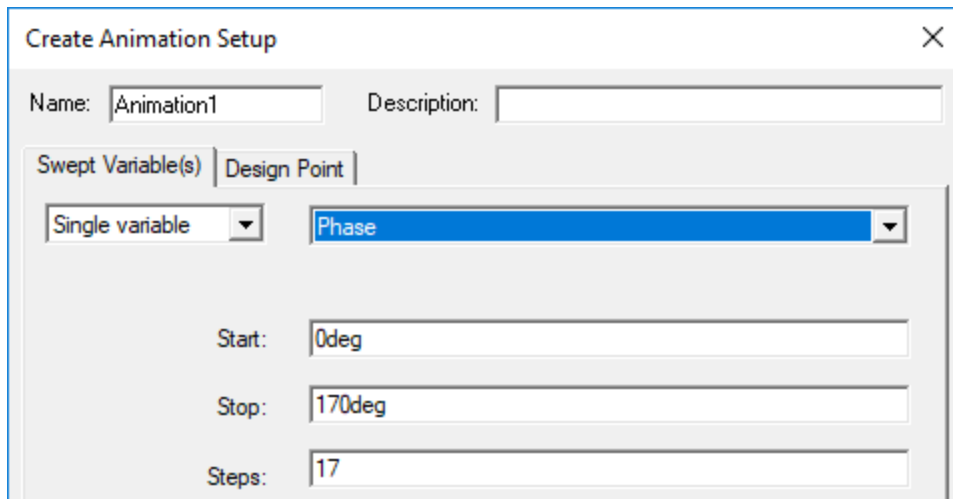 Create Animation Setup
Name: Animation1 Description:
Swept Variable(s) Design Point
Single variable Phase
Start: 0deg
Stop: 170deg
Steps: 17